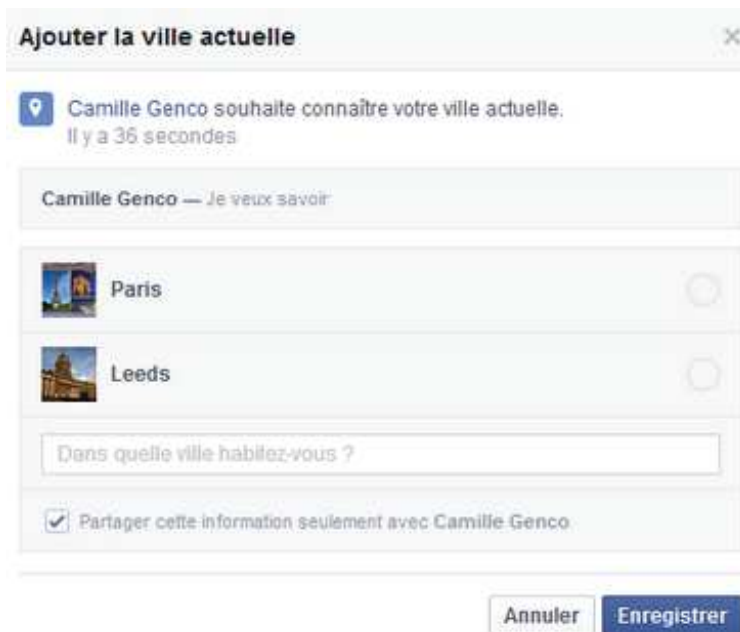 Ajouter la ville actuelle
Camille Genco souhaite connaître votre ville actuelle.
Il y a 36 secondes
Camille Genco — Je veux savoir
Paris
Leeds
Dans quelle ville habitez-vous ?
Partager cette information seulement avec Camille Genco
Annuler Enregistrer